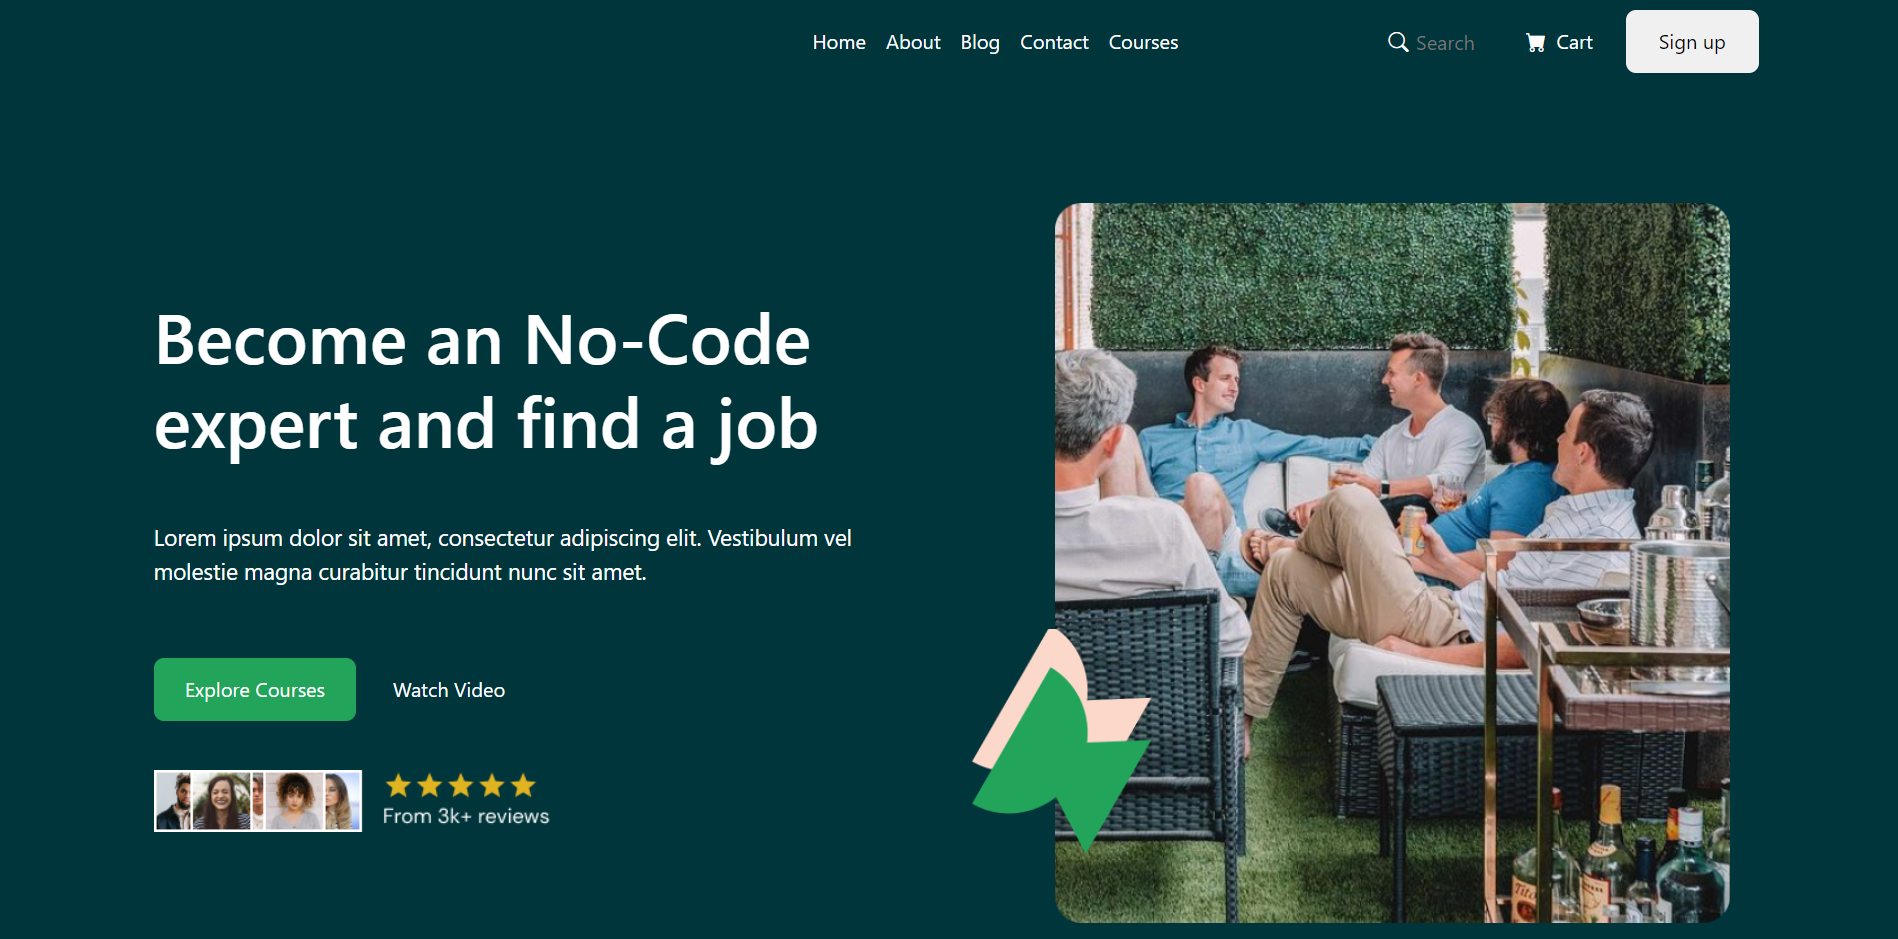 Home About Blog Contact Courses Search Cart Sign up
Become an No-Code
expert and find a job
Lorem ipsum dolor sit amet, consectetur adipiscing elit. Vestibulum vel
molestie magna curabitur tincidunt nunc sit amet.
Explore Courses Watch Video
From 3k+ reviews
Tito